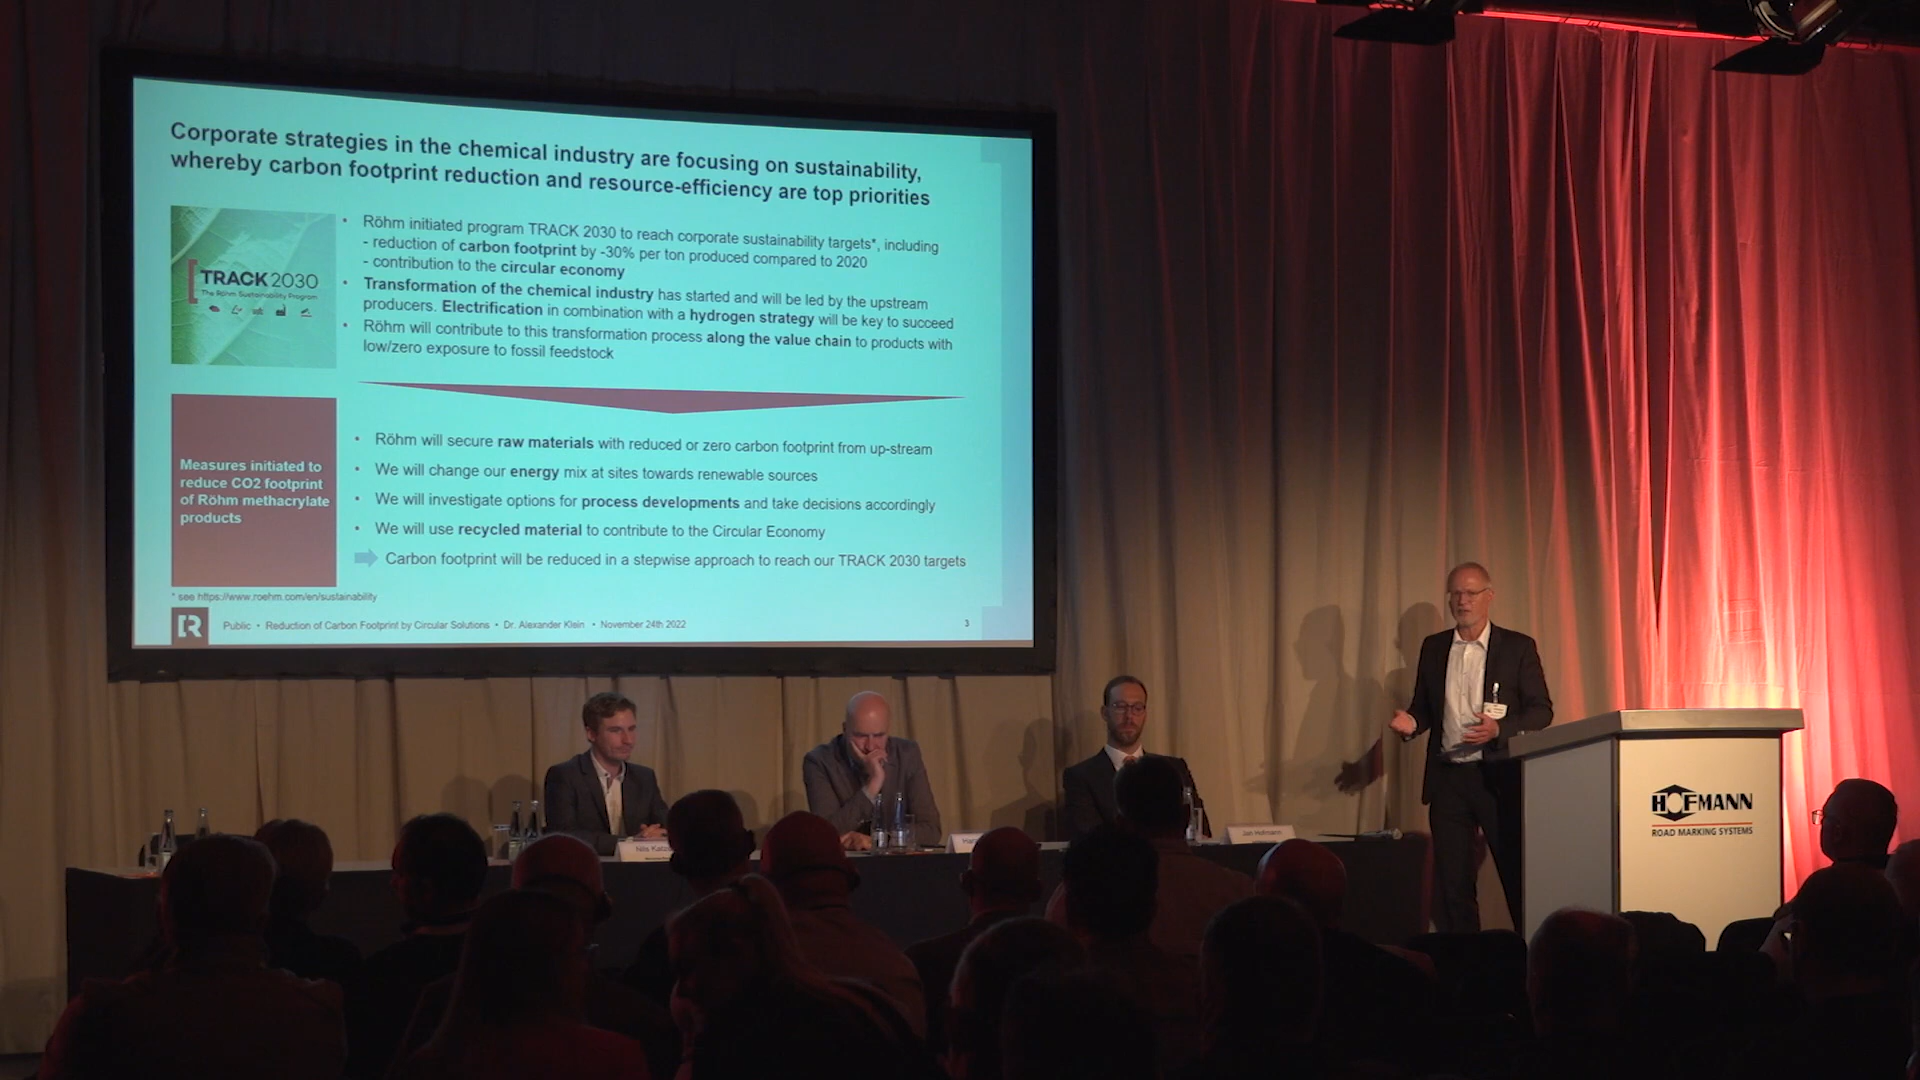 Corporate strategies in the chemical industry are focusing on sustainability,
whereby carbon footprint reduction and resource-efficiency are top priorities
TRACK 2030
The Röhm Sustainability Program
• Röhm initiated program TRACK 2030 to reach corporate sustainability targets*, including
- reduction of carbon footprint by -30% per ton produced compared to 2020
- contribution to the circular economy
• Transformation of the chemical industry has started and will be led by the upstream
producers. Electrification in combination with a hydrogen strategy will be key to succeed
• Röhm will contribute to this transformation process along the value chain to products with
low/zero exposure to fossil feedstock
Measures initiated to
reduce CO2 footprint
of Röhm methacrylate
products
• Röhm will secure raw materials with reduced or zero carbon footprint from up-stream
• We will change our energy mix at sites towards renewable sources
• We will investigate options for process developments and take decisions accordingly
• We will use recycled material to contribute to the Circular Economy
Carbon footprint will be reduced in a stepwise approach to reach our TRACK 2030 targets
* see https://www.roehm.com/en/sustainability
R Public • Reduction of Carbon Footprint by Circular Solutions • Dr. Alexander Klein • November 24th 2022 3
Nils
Jan Hofmann
HOFMANN
ROAD MARKING SYSTEMS